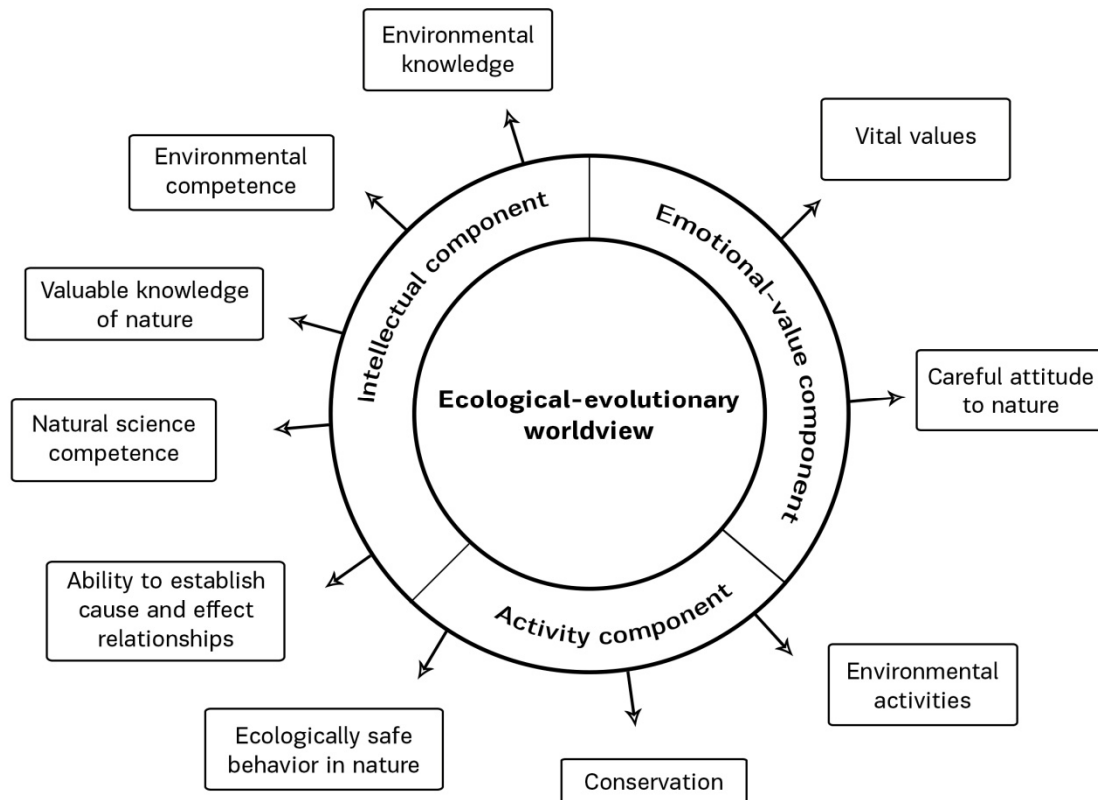 Environmental
knowledge
Vital values
Environmental
competence
Valuable knowledge
of nature
Natural science
competence
Ability to establish
cause and effect
relationships
Ecologically safe
behavior in nature
Conservation
Environmental
activities
Careful attitude
to nature
Intellectual component
Emotional-value component
Activity component
Ecological-evolutionary
worldview